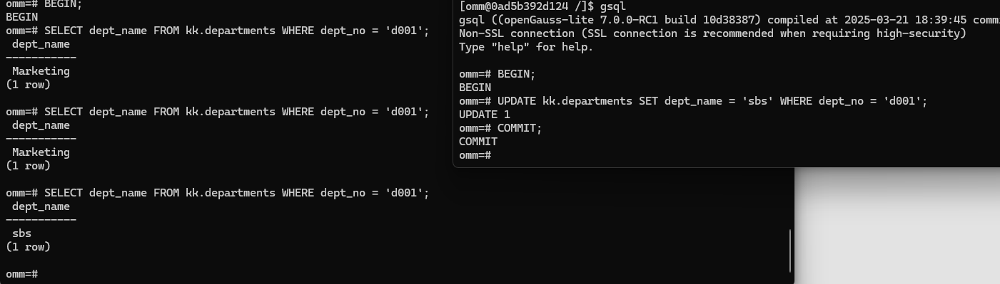 omm=# BEGIN;
BEGIN
omm=# SELECT dept_name FROM kk.departments WHERE dept_no = 'd001';
 dept_name
-----------
 Marketing
(1 row)

omm=# SELECT dept_name FROM kk.departments WHERE dept_no = 'd001';
 dept_name
-----------
 Marketing
(1 row)

omm=# SELECT dept_name FROM kk.departments WHERE dept_no = 'd001';
 dept_name
-----------
 sbs
(1 row)

omm=#
[omm@0ad5b392d124 /]$ gsql
gsql ((openGauss-lite 7.0.0-RC1 build 10d38387) compiled at 2025-03-21 18:39:45 commi
Non-SSL connection (SSL connection is recommended when requiring high-security)
Type "help" for help.

omm=# BEGIN;
BEGIN
omm=# UPDATE kk.departments SET dept_name = 'sbs' WHERE dept_no = 'd001';
UPDATE 1
omm=# COMMIT;
COMMIT
omm=#